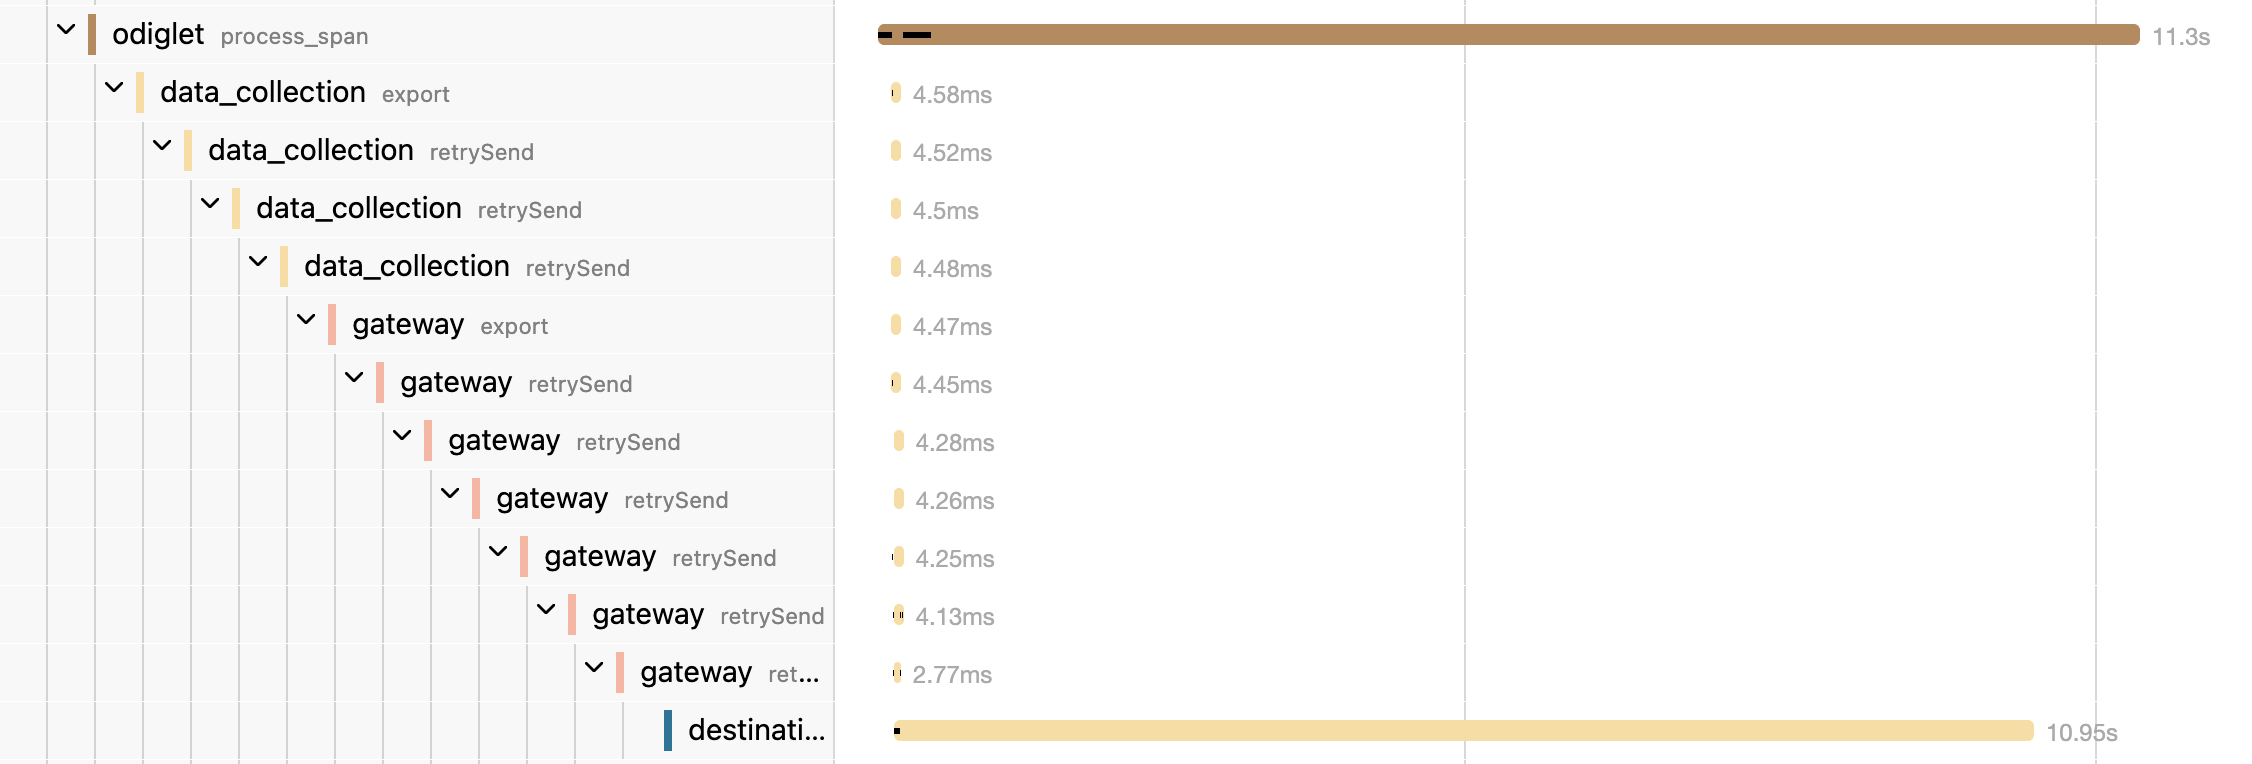 odiglet process_span 11.3s
data_collection export 4.58ms
data_collection retrySend 4.52ms
data_collection retrySend 4.5ms
data_collection retrySend 4.48ms
gateway export 4.47ms
gateway retrySend 4.45ms
gateway retrySend 4.28ms
gateway retrySend 4.26ms
gateway retrySend 4.25ms
gateway retrySend 4.13ms
gateway ret... 2.77ms
destinati... 10.95s